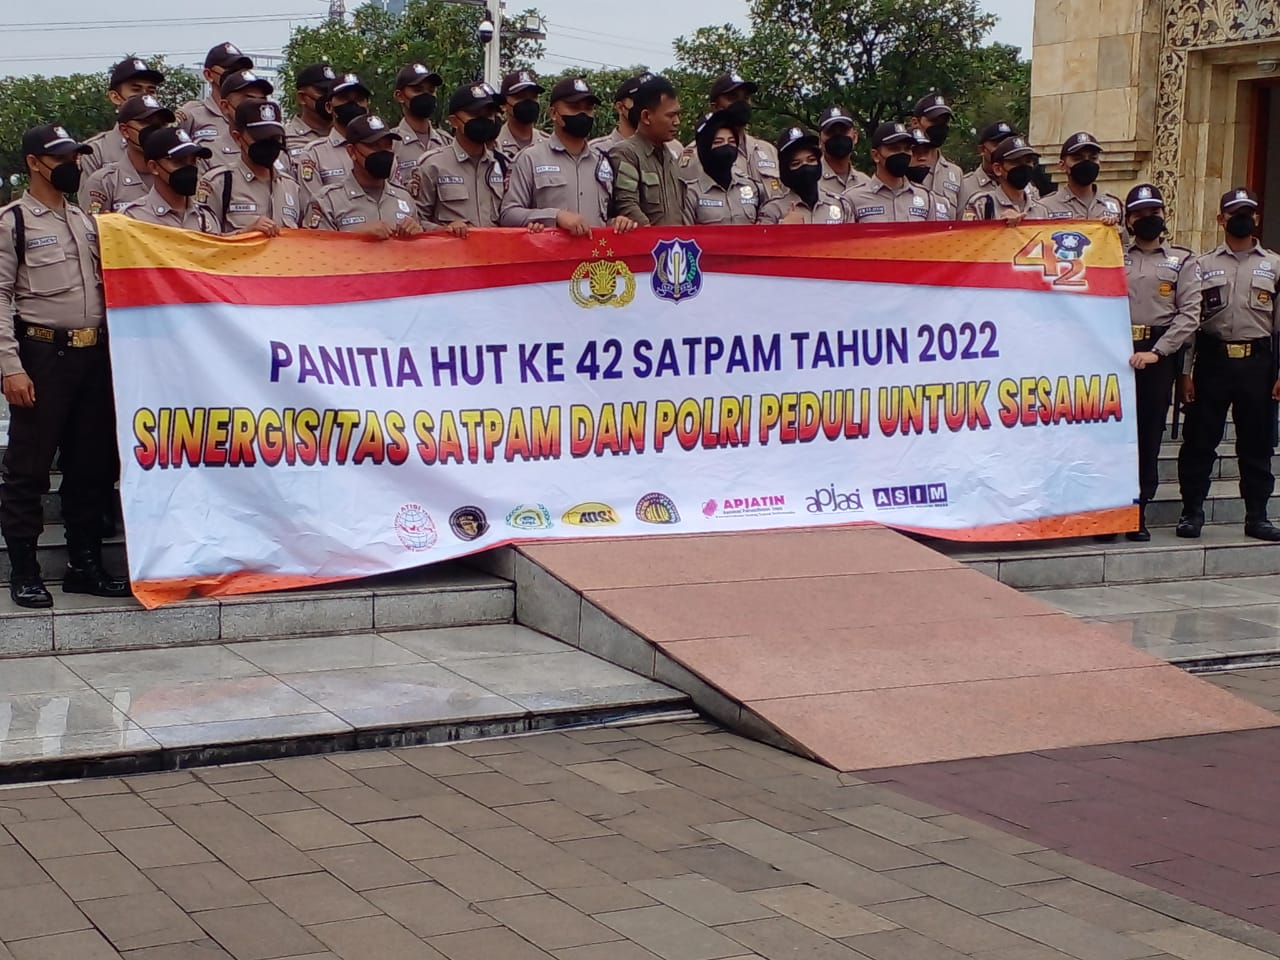 42
PANITIA HUT KE 42 SATPAM TAHUN 2022
SINERGISITAS SATPAM DAN POLRI PEDULI UNTUK SESAMA
APJATIN
apjasi
ASIM